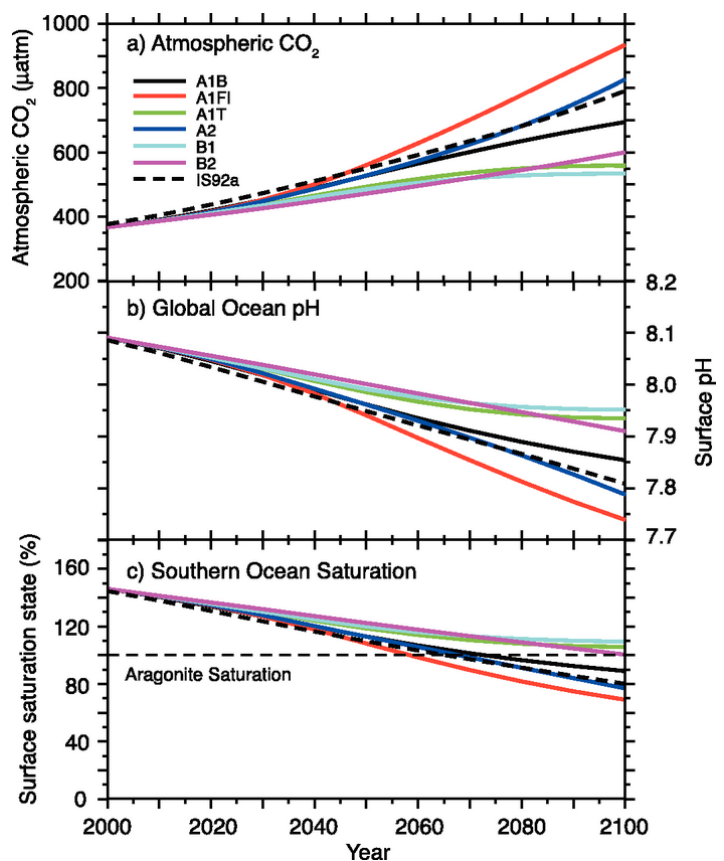 1000
800
600
400
200
Atmospheric CO₂ (µatm)
a) Atmospheric CO₂
A1B
A1FI
A1T
A2
B1
B2
IS92a
b) Global Ocean pH
8.2
8.1
8.0
7.9
7.8
7.7
Surface pH
c) Southern Ocean Saturation
Aragonite Saturation
160
120
80
40
0
Surface saturation state (%)
2000 2020 2040 2060 2080 2100
Year